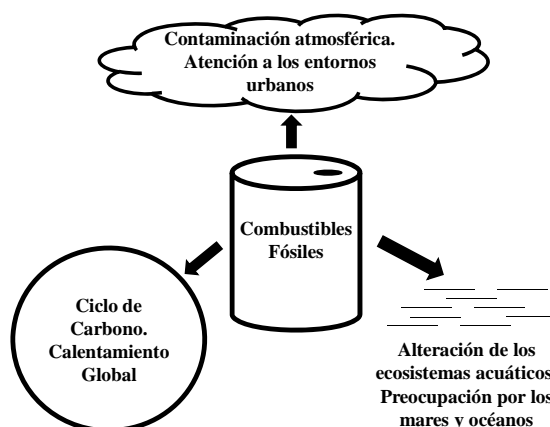 Contaminación atmosférica.
Atención a los entornos
urbanos
Combustibles
Fósiles
Ciclo de
Carbono.
Calentamiento
Global
Alteración de los
ecosistemas acuáticos
Preocupación por los
mares y océanos